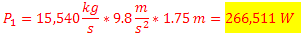 P₁ = 15,540 kg/s * 9.8 m/s² * 1.75 m = 266,511 W